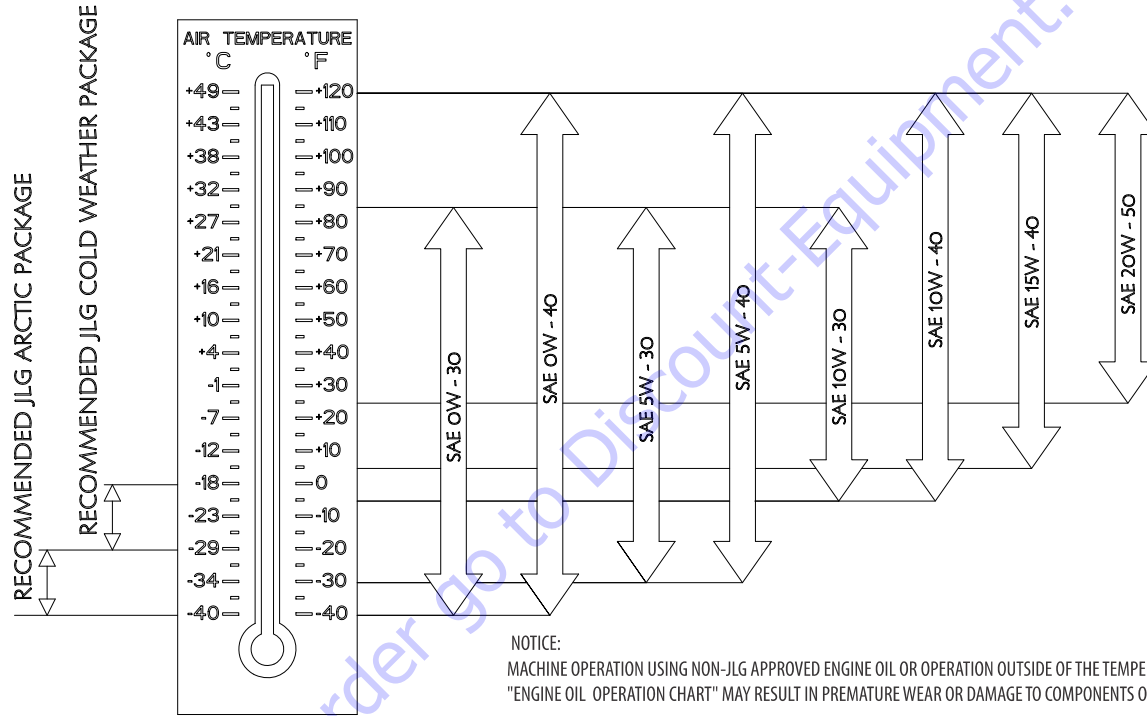 AIR TEMPERATURE
°C °F
+49 +120
+43 +110
+38 +100
+32 +90
+27 +80
+21 +70
+16 +60
+10 +50
+4 +40
-1 +30
-7 +20
-12 +10
-18 0
-23 -10
-29 -20
-34 -30
-40 -40
RECOMMENDED JLG ARCTIC PACKAGE
RECOMMENDED JLG COLD WEATHER PACKAGE
SAE 0W - 30
SAE 0W - 40
SAE 5W - 30
SAE 5W - 40
SAE 10W - 30
SAE 10W - 40
SAE 15W - 40
SAE 20W - 50
NOTICE:
MACHINE OPERATION USING NON-JLG APPROVED ENGINE OIL OR OPERATION OUTSIDE OF THE TEMPE
"ENGINE OIL OPERATION CHART" MAY RESULT IN PREMATURE WEAR OR DAMAGE TO COMPONENTS O
rder go to Discount-Equipment.